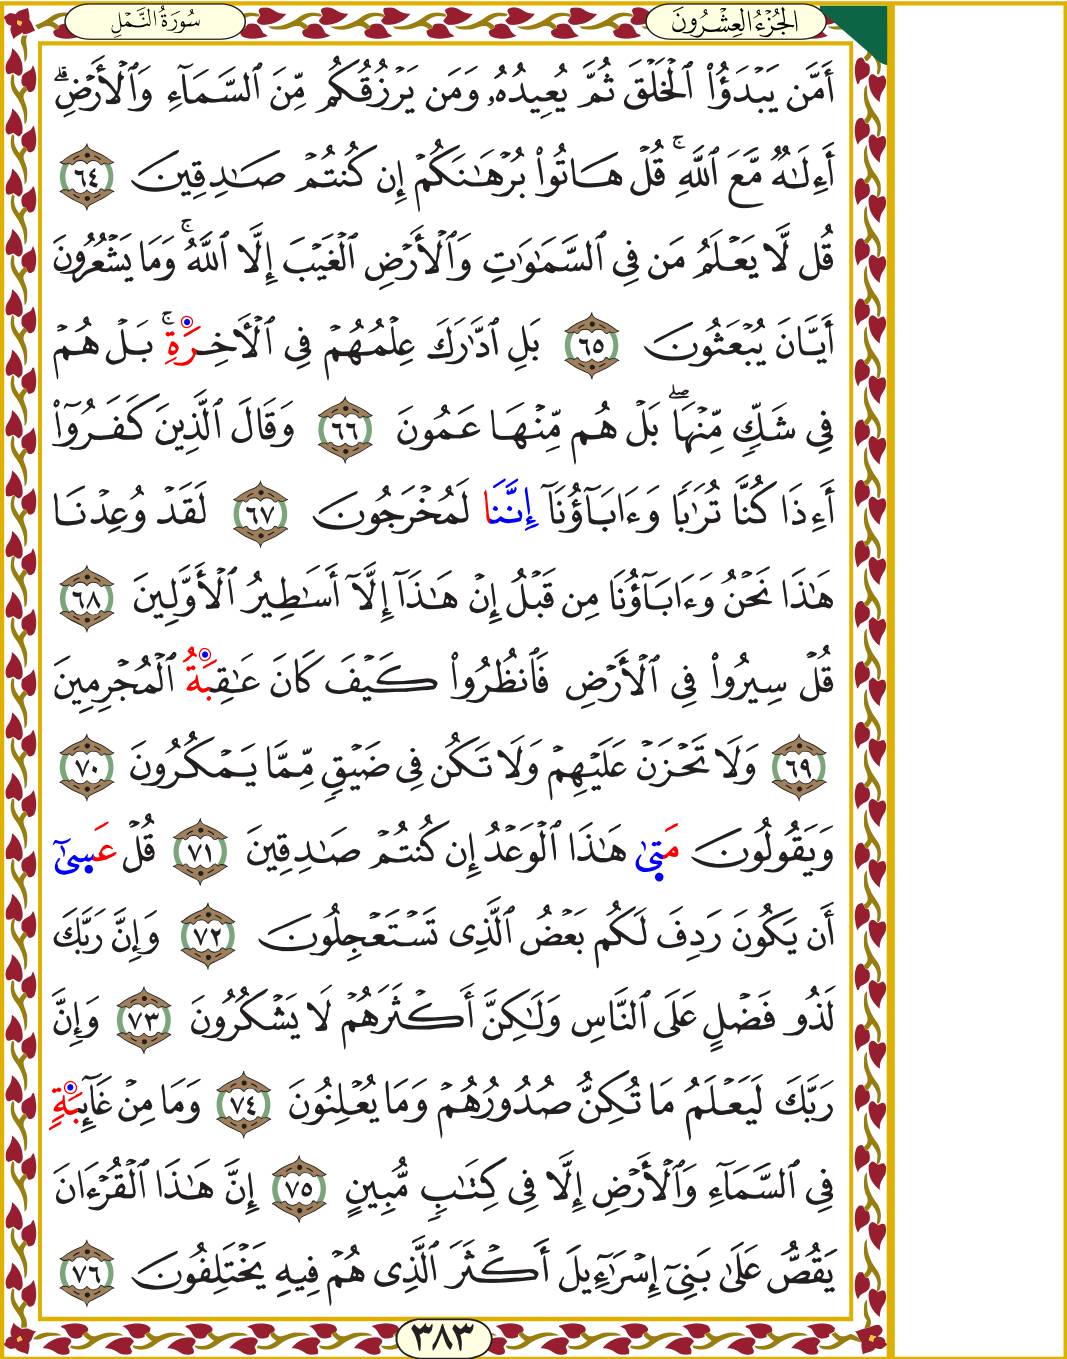 سُورَةُ النَّمْلِ
الجُزْءُ العِشْرُونَ
أَمَّن يَبْدَؤُاْ ٱلْخَلْقَ ثُمَّ يُعِيدُهُۥ وَمَن يَرْزُقُكُم مِّنَ ٱلسَّمَآءِ وَٱلْأَرْضِۗ
أَءِلَٰهٌ مَّعَ ٱللَّهِۚ قُلْ هَاتُواْ بُرْهَٰنَكُمْ إِن كُنتُمْ صَٰدِقِينَ ٦٤
قُل لَّا يَعْلَمُ مَن فِى ٱلسَّمَٰوَٰتِ وَٱلْأَرْضِ ٱلْغَيْبَ إِلَّا ٱللَّهُۚ وَمَا يَشْعُرُونَ
أَيَّانَ يُبْعَثُونَ ٦٥ بَلِ ٱدَّٰرَكَ عِلْمُهُمْ فِى ٱلْأَخِرَةِۚ بَلْ هُمْ
فِى شَكٍّ مِّنْهَاۖ بَلْ هُم مِّنْهَا عَمُونَ ٦٦ وَقَالَ ٱلَّذِينَ كَفَرُوٓاْ
أَءِذَا كُنَّا تُرَٰبًا وَءَابَآؤُنَآ إِنَّنَا لَمُخْرَجُونَ ٦٧ لَقَدْ وُعِدْنَا
هَٰذَا نَحْنُ وَءَابَآؤُنَا مِن قَبْلُ إِنْ هَٰذَآ إِلَّآ أَسَٰطِيرُ ٱلْأَوَّلِينَ ٦٨
قُلْ سِيرُواْ فِى ٱلْأَرْضِ فَٱنظُرُواْ كَيْفَ كَانَ عَٰقِبَةُ ٱلْمُجْرِمِينَ
٦٩ وَلَا تَحْزَنْ عَلَيْهِمْ وَلَا تَكُن فِى ضَيْقٍ مِّمَّا يَمْكُرُونَ ٧٠
وَيَقُولُونَ مَتَىٰ هَٰذَا ٱلْوَعْدُ إِن كُنتُمْ صَٰدِقِينَ ٧١ قُلْ عَسَىٰٓ
أَن يَكُونَ رَدِفَ لَكُم بَعْضُ ٱلَّذِى تَسْتَعْجِلُونَ ٧٢ وَإِنَّ رَبَّكَ
لَذُو فَضْلٍ عَلَى ٱلنَّاسِ وَلَٰكِنَّ أَكْثَرَهُمْ لَا يَشْكُرُونَ ٧٣ وَإِنَّ
رَبَّكَ لَيَعْلَمُ مَا تُكِنُّ صُدُورُهُمْ وَمَا يُعْلِنُونَ ٧٤ وَمَا مِنْ غَآئِبَةٍ
فِى ٱلسَّمَآءِ وَٱلْأَرْضِ إِلَّا فِى كِتَٰبٍ مُّبِينٍ ٧٥ إِنَّ هَٰذَا ٱلْقُرْءَانَ
يَقُصُّ عَلَىٰ بَنِىٓ إِسْرَٰٓءِيلَ أَكْثَرَ ٱلَّذِى هُمْ فِيهِ يَخْتَلِفُونَ ٧٦
٣٨٣